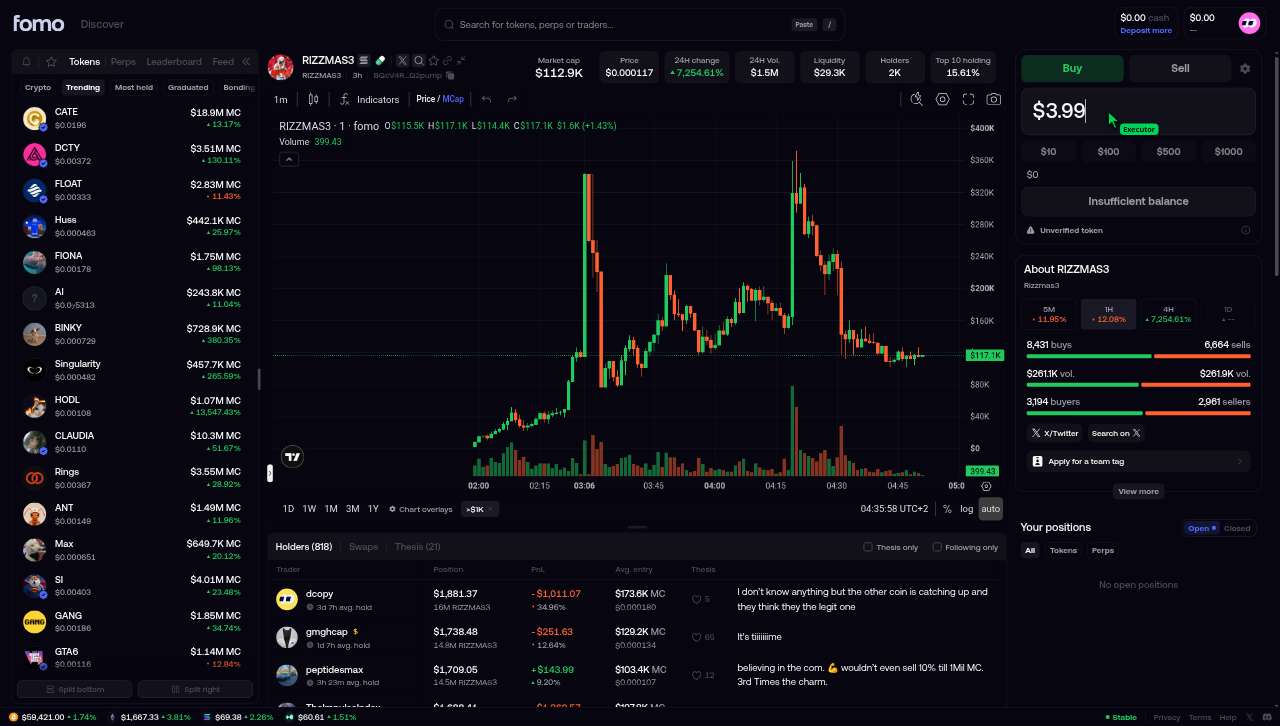 fomo
Discover
Search for tokens, perps or traders...
Paste
/
$0.00 cash
Deposit more
$0.00
—
Tokens Perps Leaderboard Feed
Crypto Trending Most held Graduated Bonding
CATE $18.9M MC
$0.0196 13.17%
DCTY $3.51M MC
$0.00372 130.11%
FLOAT $2.83M MC
$0.00333 11.43%
Huss $442.1K MC
$0.000463 25.97%
FIONA $1.75M MC
$0.00178 98.13%
AI $243.8K MC
? $0.0₅5313 11.04%
BINKY $728.9K MC
$0.000729 380.35%
Singularity $457.7K MC
$0.000482 265.59%
HODL $1.07M MC
$0.00108 13,547.43%
CLAUDIA $10.3M MC
$0.0110 51.67%
Rings $3.55M MC
$0.00367 28.92%
ANT $1.49M MC
$0.00149 11.96%
Max $649.7K MC
$0.000651 20.12%
SI $4.01M MC
$0.00403 23.48%
GANG $1.85M MC
$0.00186 34.74%
GTA6 $1.14M MC
$0.00116 12.84%
Split bottom
Split right
RIZZMAS3
RIZZMAS3 3h
Market cap
$112.9K
Price
$0.000117
24H change
7,254.61%
24H Vol.
$1.5M
Liquidity
$29.3K
Holders
2K
Top 10 holding
15.61%
1m Indicators Price / MCap
RIZZMAS3 · 1 · fomo O$115.5K H$117.1K L$114.4K C$117.1K $1.6K (+1.43%)
Volume 399.43
$400K
$360K
$320K
$280K
$240K
$200K
$160K
$117.1K
$80K
$40K
$0
399.43
02:00 02:15 03:06 03:45 04:00 04:15 04:30 04:45 05:0
1D 1W 1M 3M 1Y Chart overlays >$1K
04:35:58 UTC+2 % log auto
Holders (818) Swaps Thesis (21)
Thesis only Following only
Trader Position PnL Avg. entry Thesis
dcopy $1,881.37 -$1,011.07 $173.6K MC
3d 7h avg. hold 16M RIZZMAS3 34.96% $0.000180
5
I don't know anything but the other coin is catching up and
they think they the legit one
gmghcap $ $1,738.48 -$251.63 $129.2K MC
1d 7h avg. hold 14.8M RIZZMAS3 12.64% $0.000134
It's tiiiiiiime
peptidesmax $1,709.05 +$143.99 $103.4K MC
3h 23m avg. hold 14.5M RIZZMAS3 9.20% $0.000107
12
believing in the com. 💪 wouldn't even sell 10% till 1Mil MC.
3rd Times the charm.
Buy
Sell
$3.99
Executor
$10 $100 $500 $1000
$0
Insufficient balance
Unverified token
About RIZZMAS3
Rizzmas3
5M 1H 4H 1D
11.95% 12.08% 7,254.61% --
8,431 buys 6,664 sells
$261.1K vol. $261.9K vol.
3,194 buyers 2,961 sellers
X/Twitter
Search on X
Apply for a team tag
View more
Your positions
Open Closed
All Tokens Perps
No open positions
$59,421.00 1.74% $1,667.33 3.81% $69.38 2.26% $60.61 1.51%
Stable Privacy Terms Help